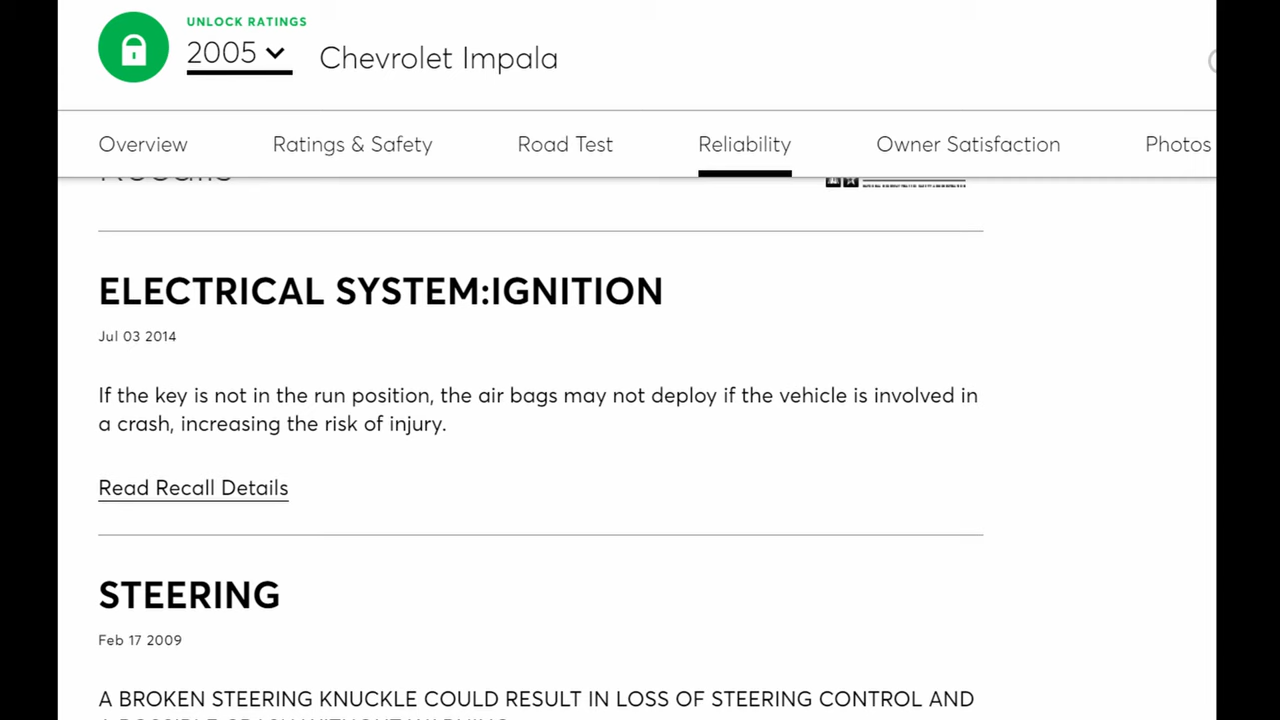 UNLOCK RATINGS
2005
Chevrolet Impala
Overview
Ratings & Safety
Road Test
Reliability
Owner Satisfaction
Photos
ELECTRICAL SYSTEM:IGNITION
Jul 03 2014
If the key is not in the run position, the air bags may not deploy if the vehicle is involved in
a crash, increasing the risk of injury.
Read Recall Details
STEERING
Feb 17 2009
A BROKEN STEERING KNUCKLE COULD RESULT IN LOSS OF STEERING CONTROL AND